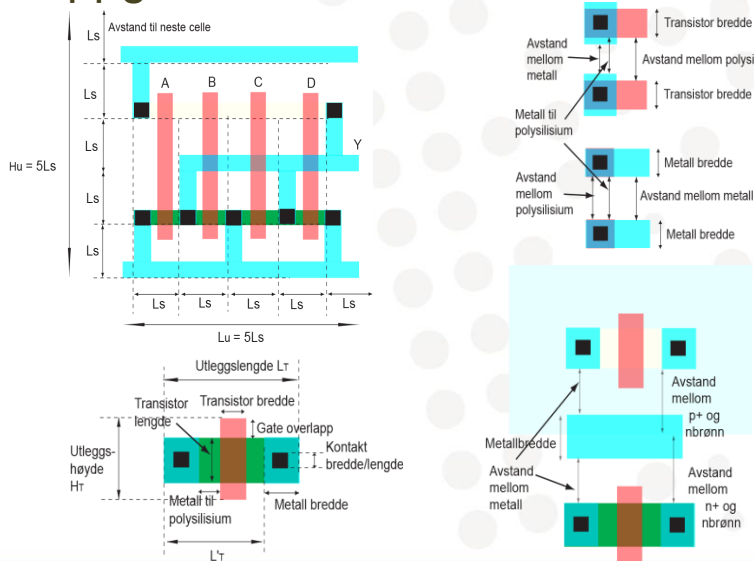 Avstand til neste celle
Ls
Ls
Ls
Ls
Ls
Hu = 5Ls
A
B
C
D
Y
Ls
Ls
Ls
Ls
Ls
Lu = 5Ls
Utleggslengde LT
Transistor bredde
Transistor
lengde
Gate overlapp
Utleggs-
høyde
HT
Kontakt
bredde/lengde
Metall til
polysilisium
Metall bredde
L'T
Transistor bredde
Avstand
mellom
metall
Avstand mellom polysi
Transistor bredde
Metall til
polysilisium
Metall bredde
Avstand
mellom
polysilisium
Avstand mellom metall
Metall bredde
Avstand
mellom
p+ og
nbrønn
Metallbredde
Avstand
mellom
metall
Avstand
mellom
n+ og
nbrønn